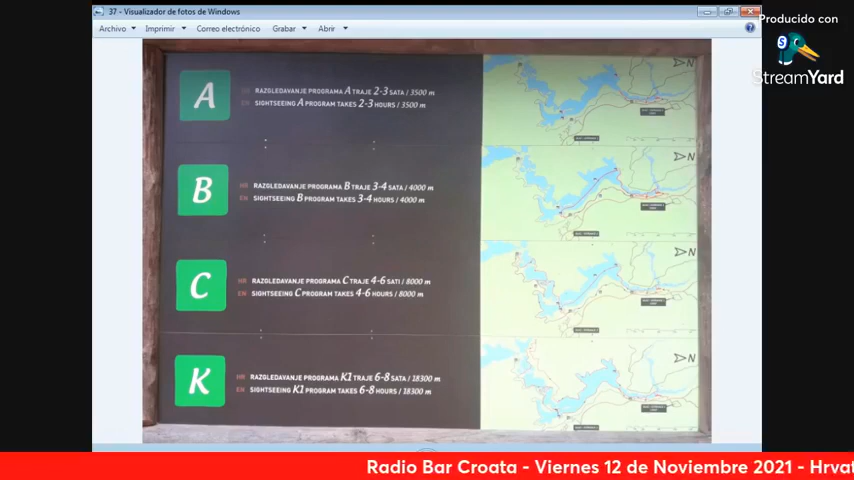 37 - Visualizador de fotos de Windows
Archivo Imprimir Correo electrónico Grabar Abrir
Producido con
StreamYard
A
HR RAZGLEDAVANJE PROGRAMA A TRAJE 2-3 SATA / 3500 m
EN SIGHTSEEING A PROGRAM TAKES 2-3 HOURS / 3500 m
N
B
HR RAZGLEDAVANJE PROGRAMA B TRAJE 3-4 SATA / 4000 m
EN SIGHTSEEING B PROGRAM TAKES 3-4 HOURS / 4000 m
N
C
HR RAZGLEDAVANJE PROGRAMA C TRAJE 4-6 SATI / 8000 m
EN SIGHTSEEING C PROGRAM TAKES 4-6 HOURS / 8000 m
N
K
HR RAZGLEDAVANJE PROGRAMA K1 TRAJE 6-8 SATA / 18300 m
EN SIGHTSEEING K1 PROGRAM TAKES 6-8 HOURS / 18300 m
N
Radio Bar Croata - Viernes 12 de Noviembre 2021 - Hrvat